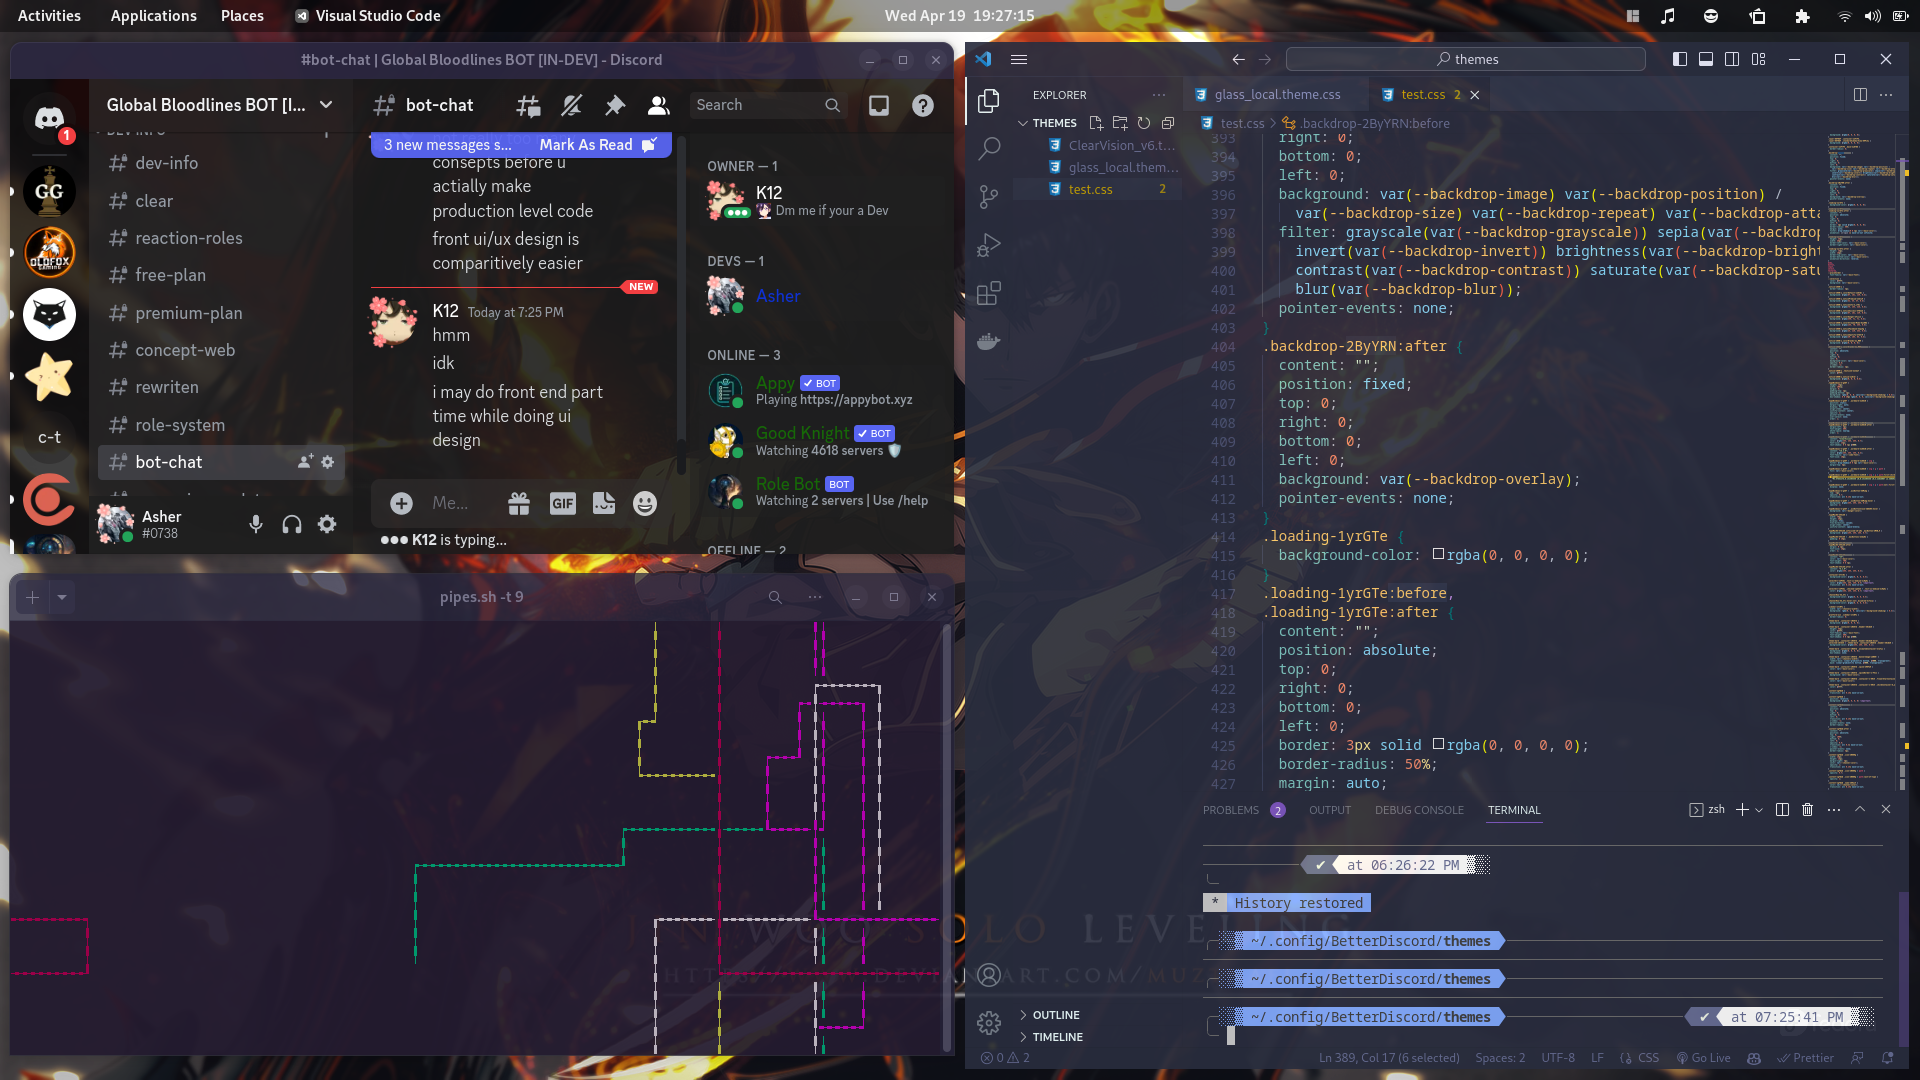 Activities Applications Places Visual Studio Code
Wed Apr 19 19:27:15
#bot-chat | Global Bloodlines BOT [IN-DEV] - Discord
Global Bloodlines BOT [I...
1
DEV INFO
dev-info
clear
reaction-roles
free-plan
premium-plan
concept-web
rewriten
role-system
bot-chat
GG
OLDFOX
GAMING
c-t
Asher
#0738
bot-chat
Search
3 new messages s... Mark As Read
consepts before u
actially make
production level code
front ui/ux design is
comparitively easier
NEW
K12 Today at 7:25 PM
hmm
idk
i may do front end part
time while doing ui
design
Me...
GIF
K12 is typing...
OWNER — 1
K12
Dm me if your a Dev
DEVS — 1
Asher
ONLINE — 3
Appy BOT
Playing https://appybot.xyz
Good Knight BOT
Watching 4618 servers
Role Bot BOT
Watching 2 servers | Use /help
OFFLINE — 2
pipes.sh -t 9
themes
EXPLORER
THEMES
ClearVision_v6.t...
glass_local.them...
test.css 2
OUTLINE
TIMELINE
glass_local.theme.css test.css 2
test.css > .backdrop-2ByYRN:before
393 right: 0;
394 bottom: 0;
395 left: 0;
396 background: var(--backdrop-image) var(--backdrop-position) /
397 var(--backdrop-size) var(--backdrop-repeat) var(--backdrop-atta
398 filter: grayscale(var(--backdrop-grayscale)) sepia(var(--backdrop
399 invert(var(--backdrop-invert)) brightness(var(--backdrop-bright
400 contrast(var(--backdrop-contrast)) saturate(var(--backdrop-satu
401 blur(var(--backdrop-blur));
402 pointer-events: none;
403 }
404 .backdrop-2ByYRN:after {
405 content: "";
406 position: fixed;
407 top: 0;
408 right: 0;
409 bottom: 0;
410 left: 0;
411 background: var(--backdrop-overlay);
412 pointer-events: none;
413 }
414 .loading-1yrGTe {
415 background-color: rgba(0, 0, 0, 0);
416 }
417 .loading-1yrGTe:before,
418 .loading-1yrGTe:after {
419 content: "";
420 position: absolute;
421 top: 0;
422 right: 0;
423 bottom: 0;
424 left: 0;
425 border: 3px solid rgba(0, 0, 0, 0);
426 border-radius: 50%;
427 margin: auto;
PROBLEMS 2 OUTPUT DEBUG CONSOLE TERMINAL zsh
✔ at 06:26:22 PM
* History restored
~/.config/BetterDiscord/themes
~/.config/BetterDiscord/themes
~/.config/BetterDiscord/themes ✔ at 07:25:41 PM
0 2 Ln 389, Col 17 (6 selected) Spaces: 2 UTF-8 LF CSS Go Live Prettier
SOLO LEVELING